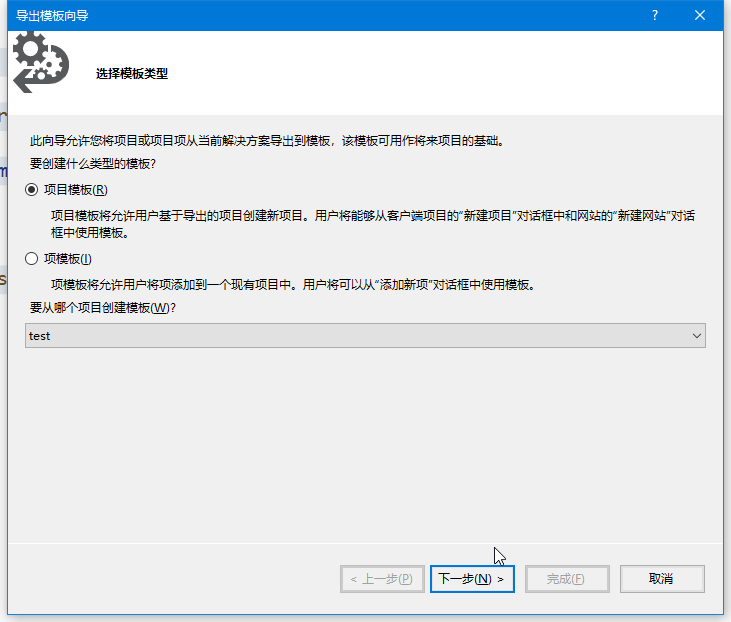 导出模板向导
选择模板类型
此向导允许您将项目或项目项从当前解决方案导出到模板，该模板可用作将来项目的基础。
要创建什么类型的模板?
项目模板(R)
项目模板将允许用户基于导出的项目创建新项目。用户将能够从客户端项目的“新建项目”对话框中和网站的“新建网站”对话
框中使用模板。
项模板(I)
项模板将允许用户将项添加到一个现有项目中。用户将可以从“添加新项”对话框中使用模板。
要从哪个项目创建模板(W)?
test
< 上一步(P) 下一步(N) > 完成(F) 取消